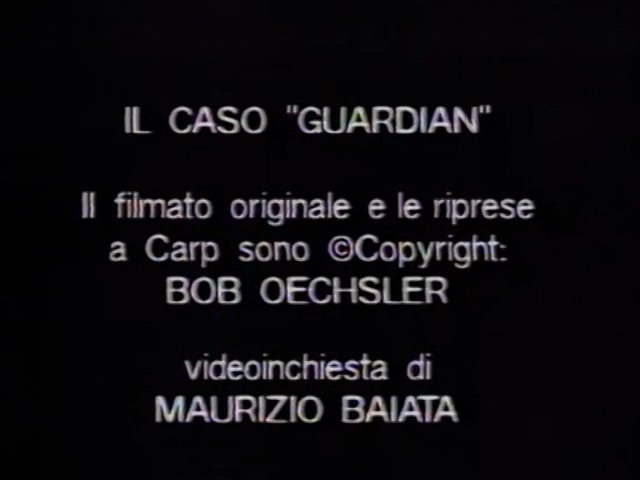 IL CASO "GUARDIAN"
Il filmato originale e le riprese
a Carp sono ©Copyright:
BOB OECHSLER
videoinchiesta di
MAURIZIO BAIATA